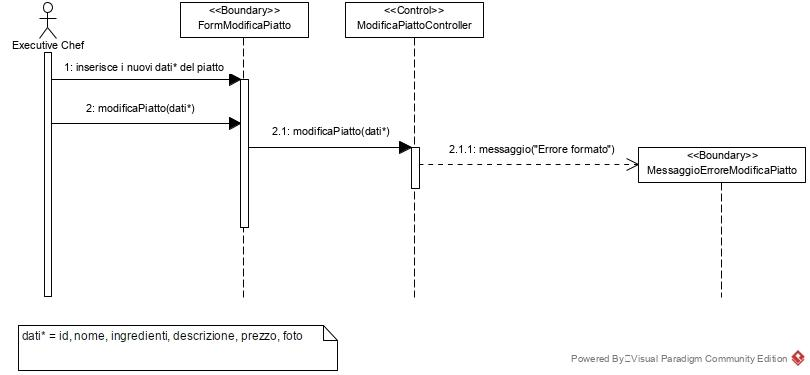 <<Boundary>>
FormModificaPiatto
<<Control>>
ModificaPiattoController
Executive Chef
1: inserisce i nuovi dati* del piatto
2: modificaPiatto(dati*)
2.1: modificaPiatto(dati*)
2.1.1: messaggio("Errore formato")
<<Boundary>>
MessaggioErroreModificaPiatto
dati* = id, nome, ingredienti, descrizione, prezzo, foto
Powered By Visual Paradigm Community Edition